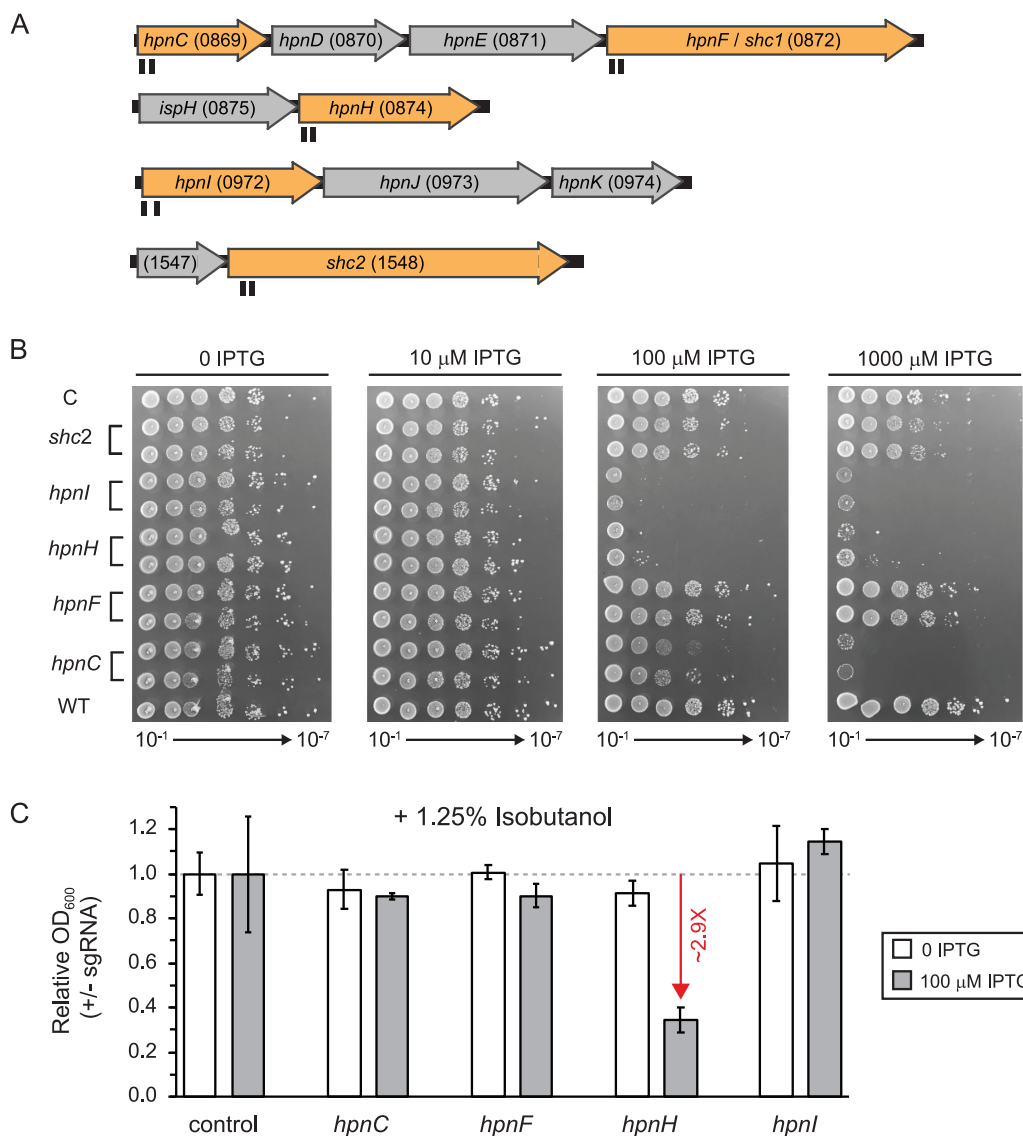 A
hpnC (0869) hpnD (0870) hpnE (0871) hpnF / shc1 (0872)
ispH (0875) hpnH (0874)
hpnI (0972) hpnJ (0973) hpnK (0974)
(1547) shc2 (1548)
B
0 IPTG 10 μM IPTG 100 μM IPTG 1000 μM IPTG
C
shc2
hpnI
hpnH
hpnF
hpnC
WT
10⁻¹ 10⁻⁷ 10⁻¹ 10⁻⁷ 10⁻¹ 10⁻⁷ 10⁻¹ 10⁻⁷
C
+ 1.25% Isobutanol
Relative OD₆₀₀
(+/- sgRNA)
1.2
1.0
0.8
0.6
0.4
0.2
0.0
~2.9X
0 IPTG
100 μM IPTG
control hpnC hpnF hpnH hpnI